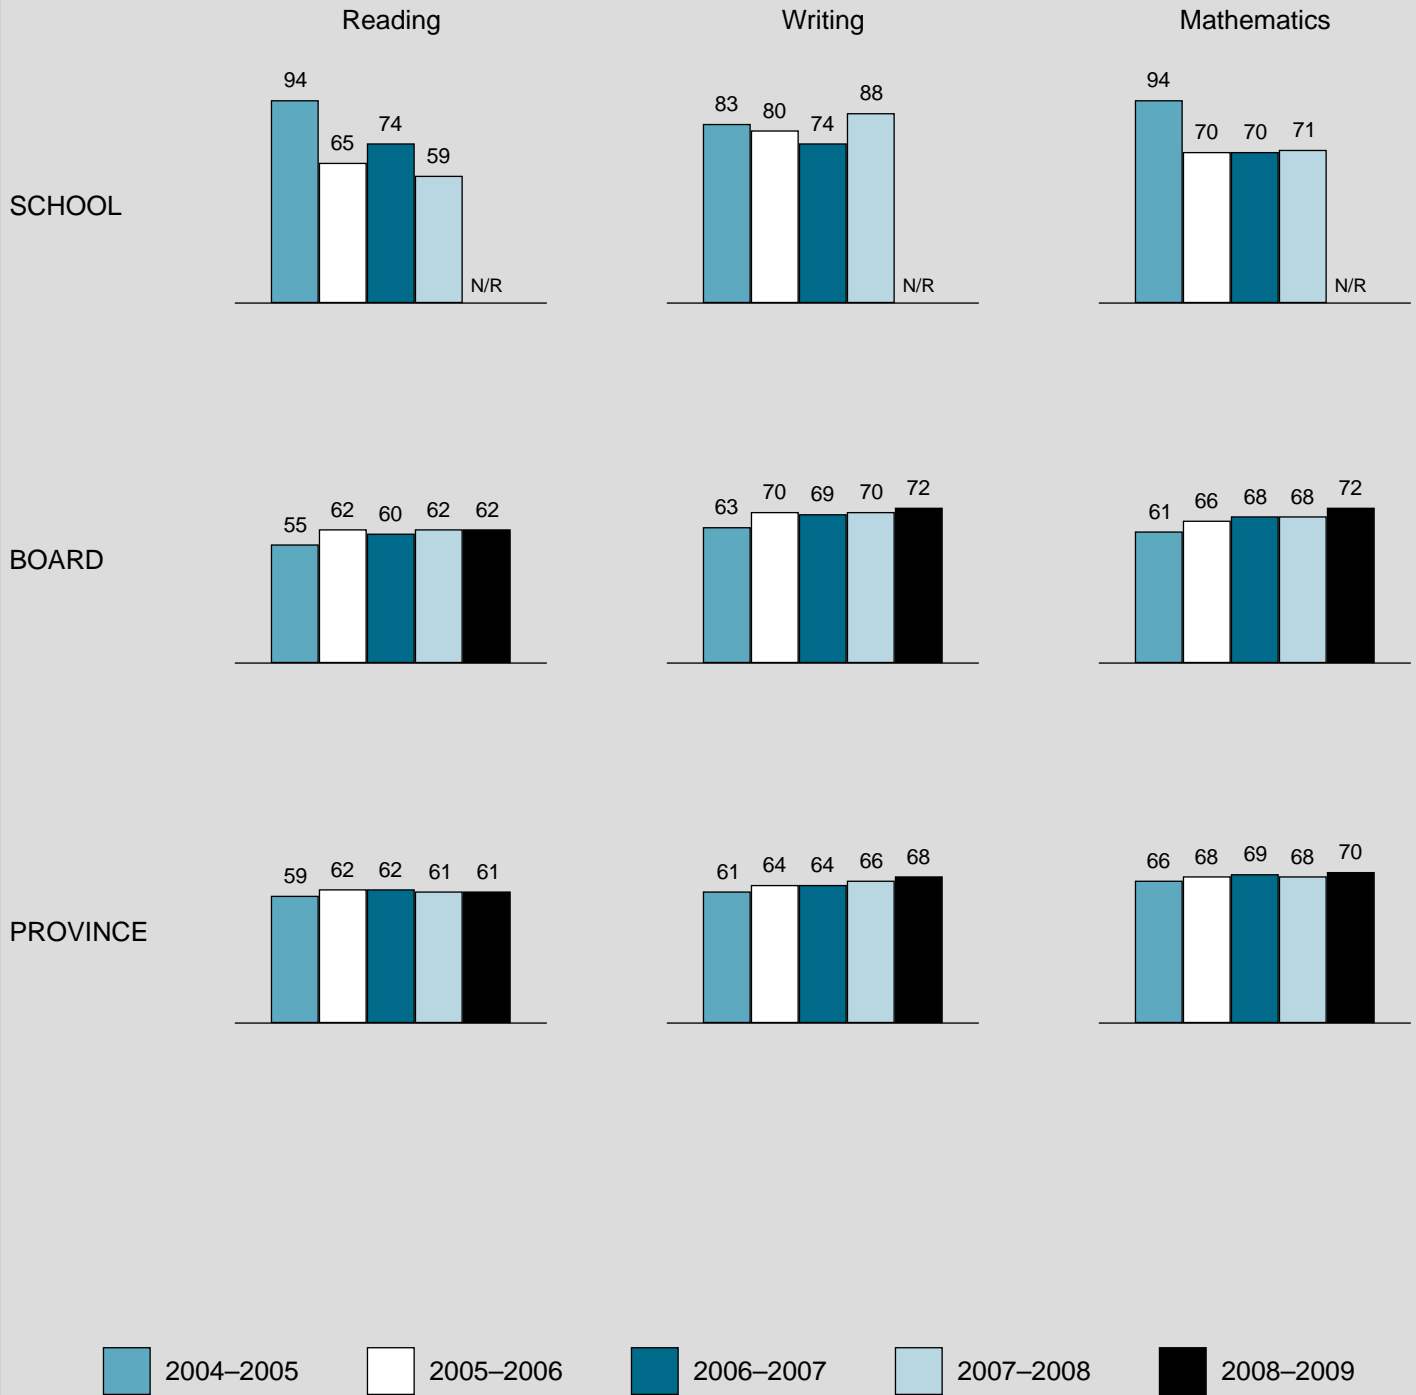 Reading Writing Mathematics
94 65 74 59 N/R
83 80 74 88 N/R
94 70 70 71 N/R
SCHOOL
55 62 60 62 62
63 70 69 70 72
61 66 68 68 72
BOARD
59 62 62 61 61
61 64 64 66 68
66 68 69 68 70
PROVINCE
2004–2005 2005–2006 2006–2007 2007–2008 2008–2009